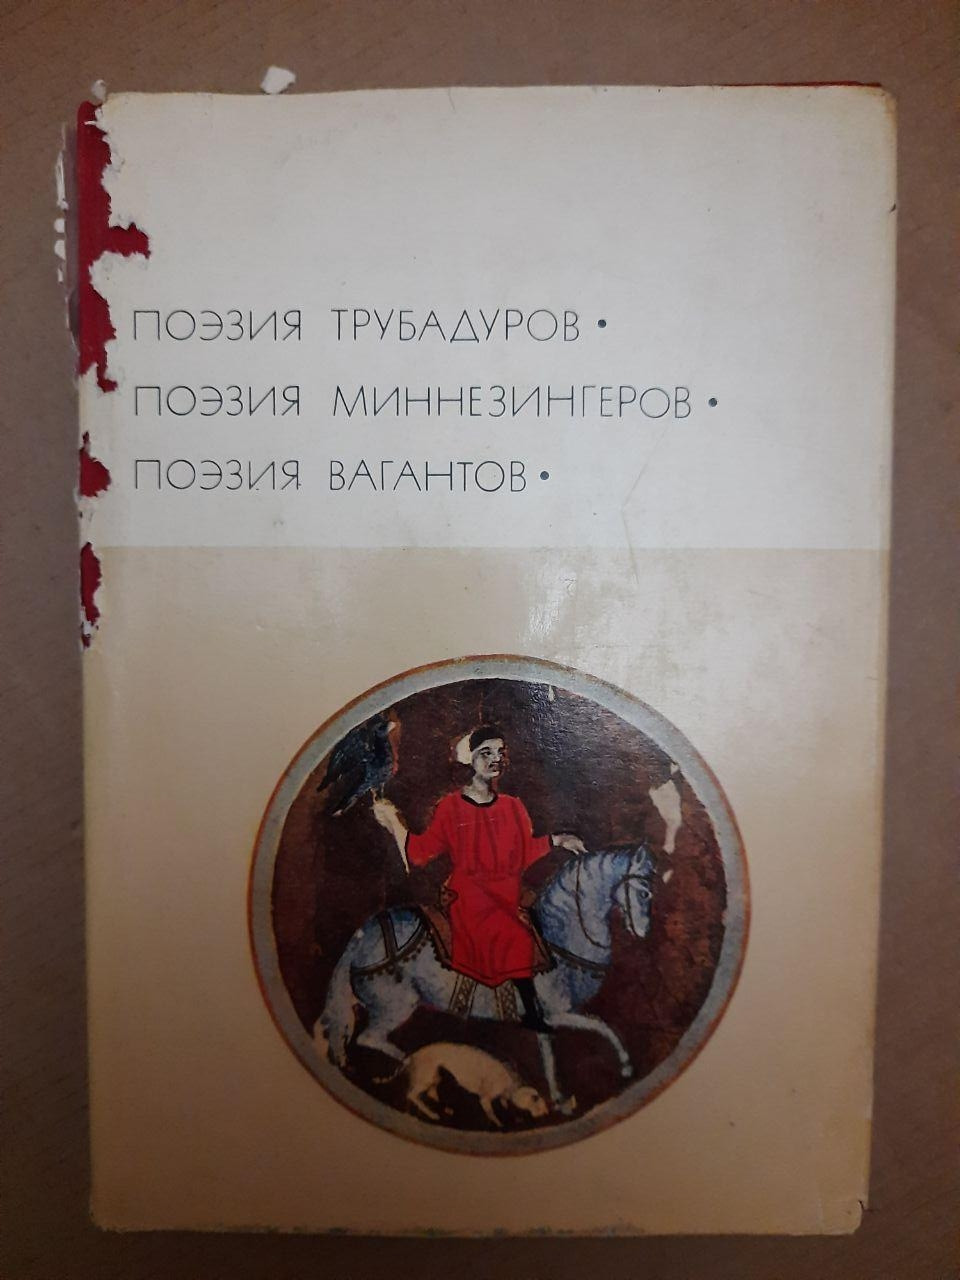 ПОЭЗИЯ ТРУБАДУРОВ •
ПОЭЗИЯ МИННЕЗИНГЕРОВ •
ПОЭЗИЯ ВАГАНТОВ •